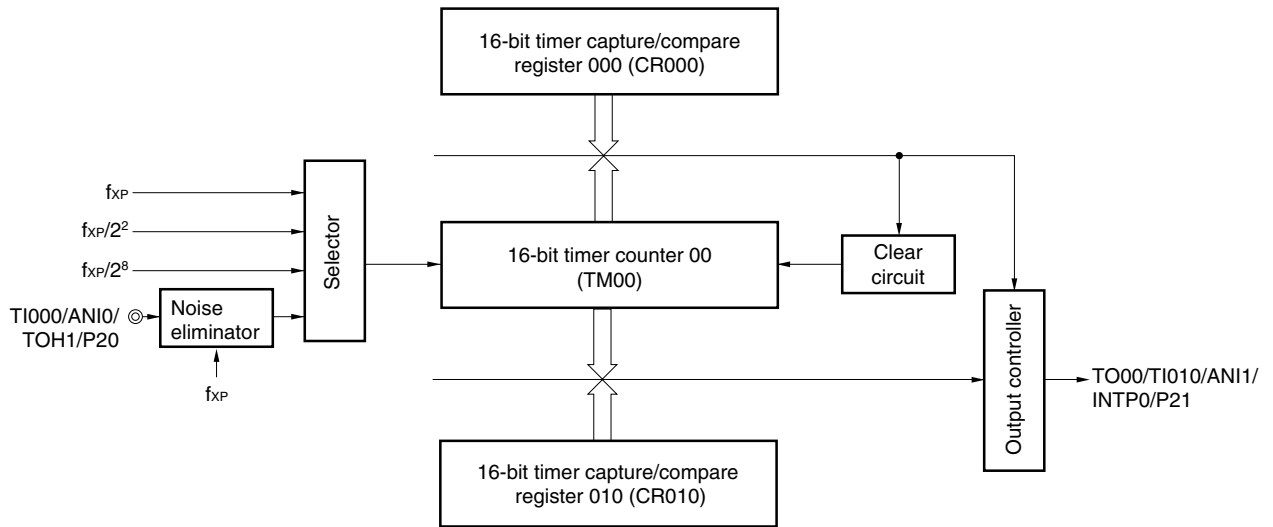 16-bit timer capture/compare
register 000 (CR000)
fXP
fXP/2²
fXP/2⁸
TI000/ANI0/
TOH1/P20
Noise
eliminator
fXP
Selector
16-bit timer counter 00
(TM00)
Clear
circuit
Output controller
TO00/TI010/ANI1/
INTP0/P21
16-bit timer capture/compare
register 010 (CR010)